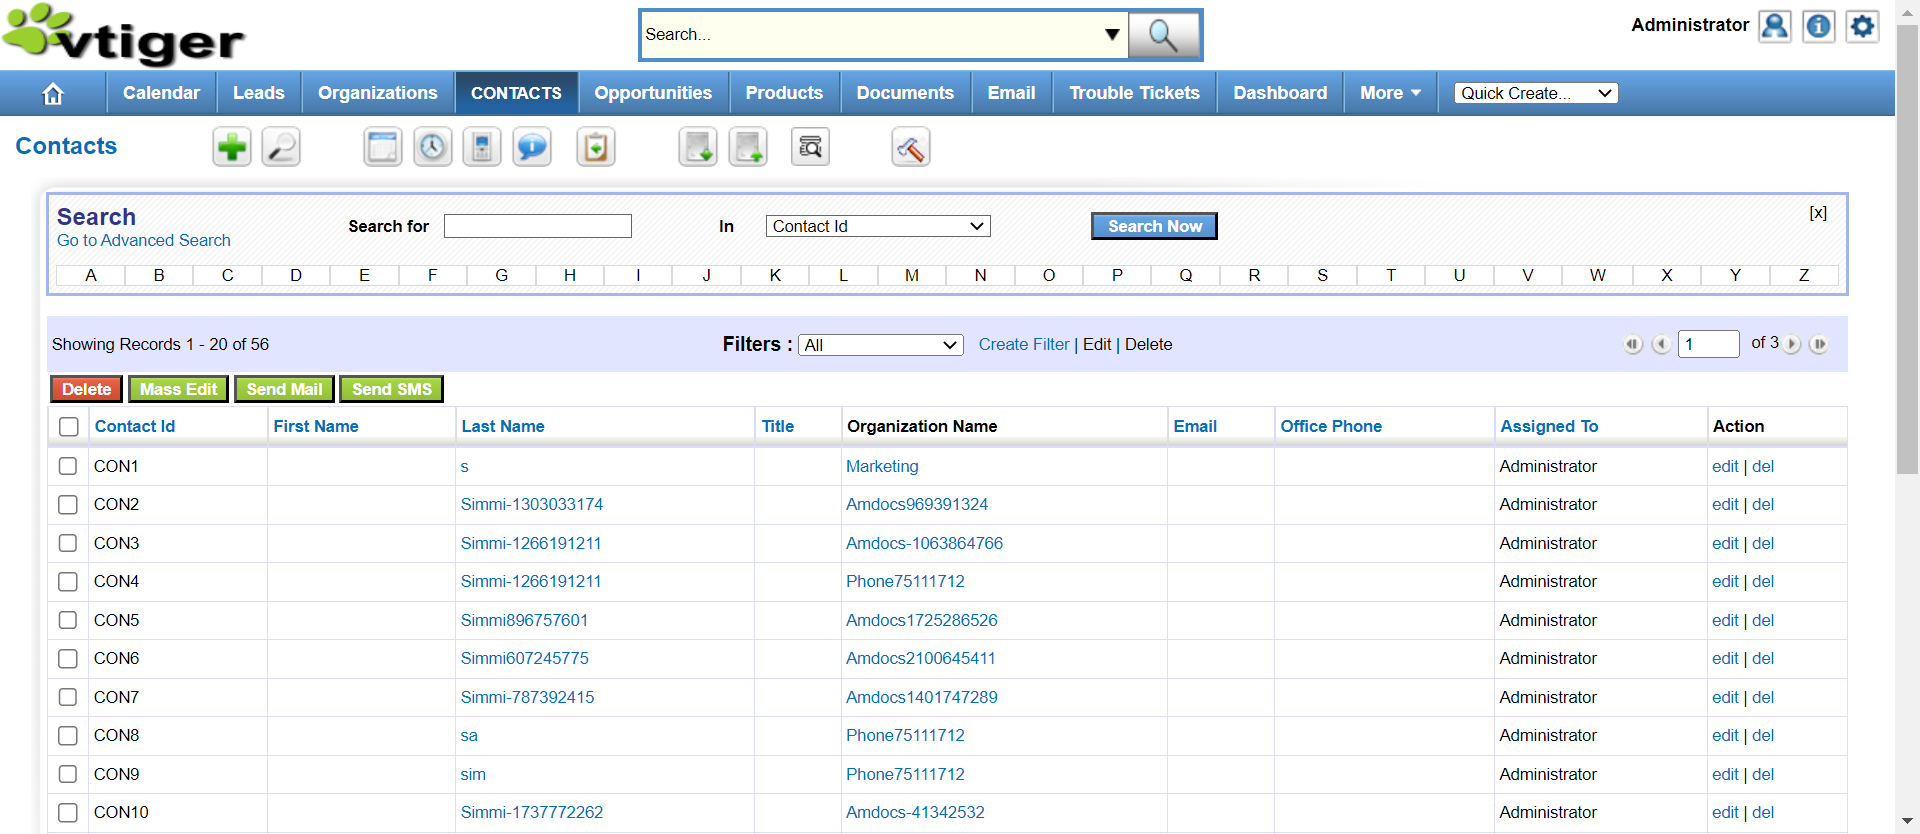 vtiger
Search...
Administrator
Calendar Leads Organizations CONTACTS Opportunities Products Documents Email Trouble Tickets Dashboard More Quick Create...
Contacts
Search
Go to Advanced Search
Search for In Contact Id Search Now [x]
A B C D E F G H I J K L M N O P Q R S T U V W X Y Z
Showing Records 1 - 20 of 56 Filters : All Create Filter | Edit | Delete 1 of 3
Delete Mass Edit Send Mail Send SMS
Contact Id First Name Last Name Title Organization Name Email Office Phone Assigned To Action
CON1 s Marketing Administrator edit | del
CON2 Simmi-1303033174 Amdocs969391324 Administrator edit | del
CON3 Simmi-1266191211 Amdocs-1063864766 Administrator edit | del
CON4 Simmi-1266191211 Phone75111712 Administrator edit | del
CON5 Simmi896757601 Amdocs1725286526 Administrator edit | del
CON6 Simmi607245775 Amdocs2100645411 Administrator edit | del
CON7 Simmi-787392415 Amdocs1401747289 Administrator edit | del
CON8 sa Phone75111712 Administrator edit | del
CON9 sim Phone75111712 Administrator edit | del
CON10 Simmi-1737772262 Amdocs-41342532 Administrator edit | del